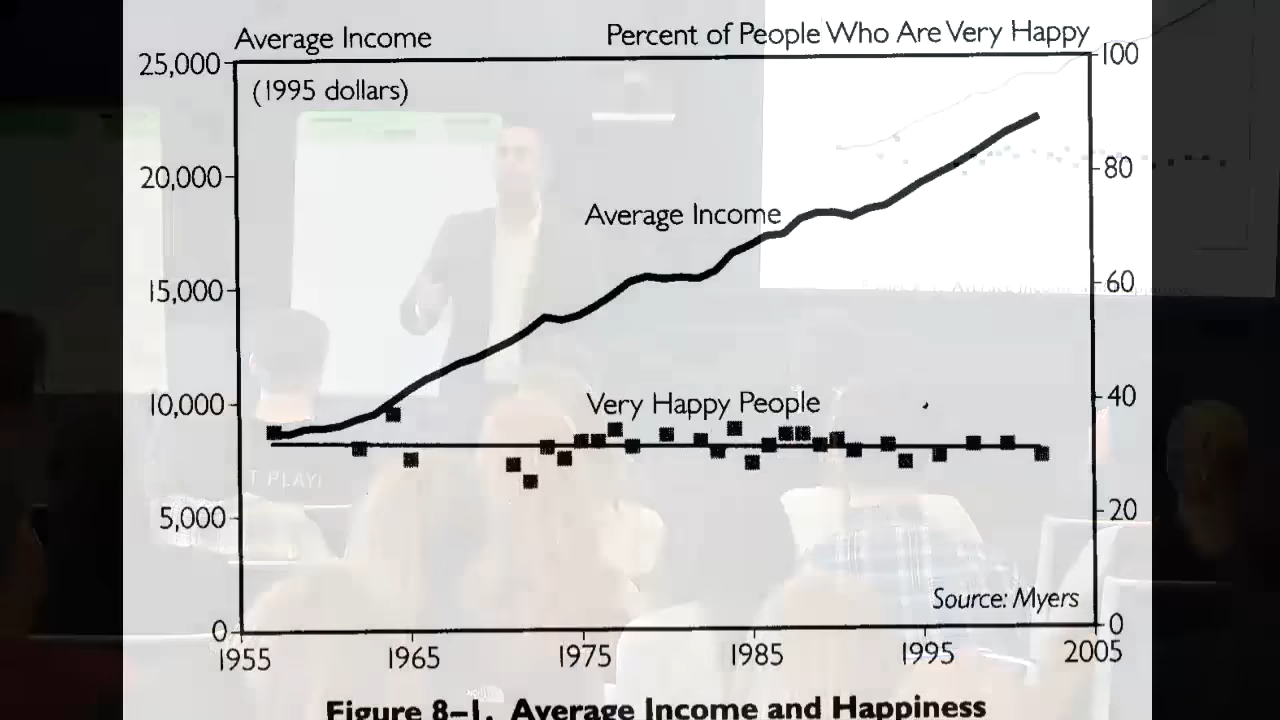 Average Income
Percent of People Who Are Very Happy
25,000
100
(1995 dollars)
20,000
80
Average Income
15,000
60
10,000
40
Very Happy People
T PLAYI
5,000
20
Source: Myers
0
0
1955
1965
1975
1985
1995
2005
Figure 8–1. Average Income and Happiness